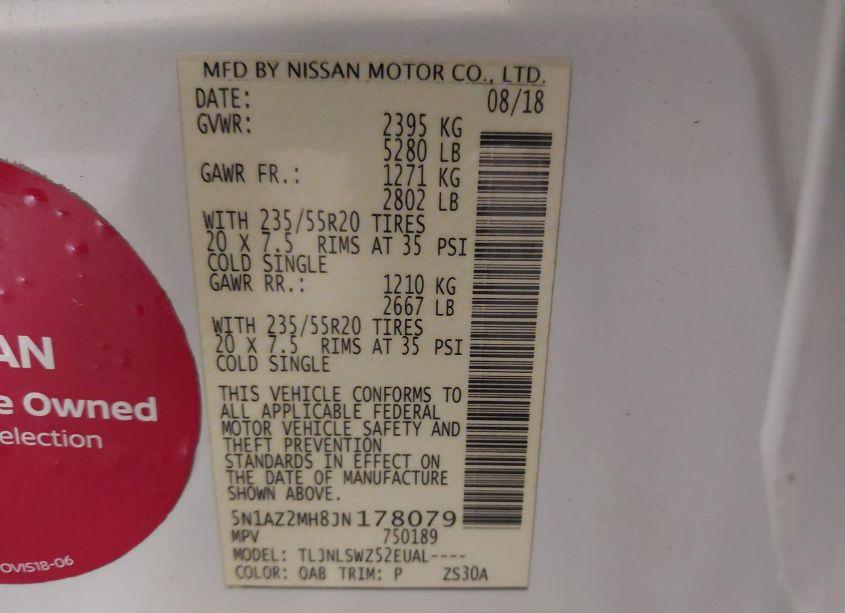 MFD BY NISSAN MOTOR CO., LTD.
DATE: 08/18
GVWR: 2395 KG
5280 LB
GAWR FR.: 1271 KG
2802 LB
WITH 235/55R20 TIRES
20 X 7.5 RIMS AT 35 PSI
COLD SINGLE
GAWR RR.: 1210 KG
2667 LB
WITH 235/55R20 TIRES
20 X 7.5 RIMS AT 35 PSI
COLD SINGLE
THIS VEHICLE CONFORMS TO
ALL APPLICABLE FEDERAL
MOTOR VEHICLE SAFETY AND
THEFT PREVENTION
STANDARDS IN EFFECT ON
THE DATE OF MANUFACTURE
SHOWN ABOVE.
5N1AZ2MH8JN178079
MPV 750189
MODEL: TLJNLSWZ52EUAL----
COLOR: QAB TRIM: P ZS30A
AN
e Owned
election
OVIS18-06